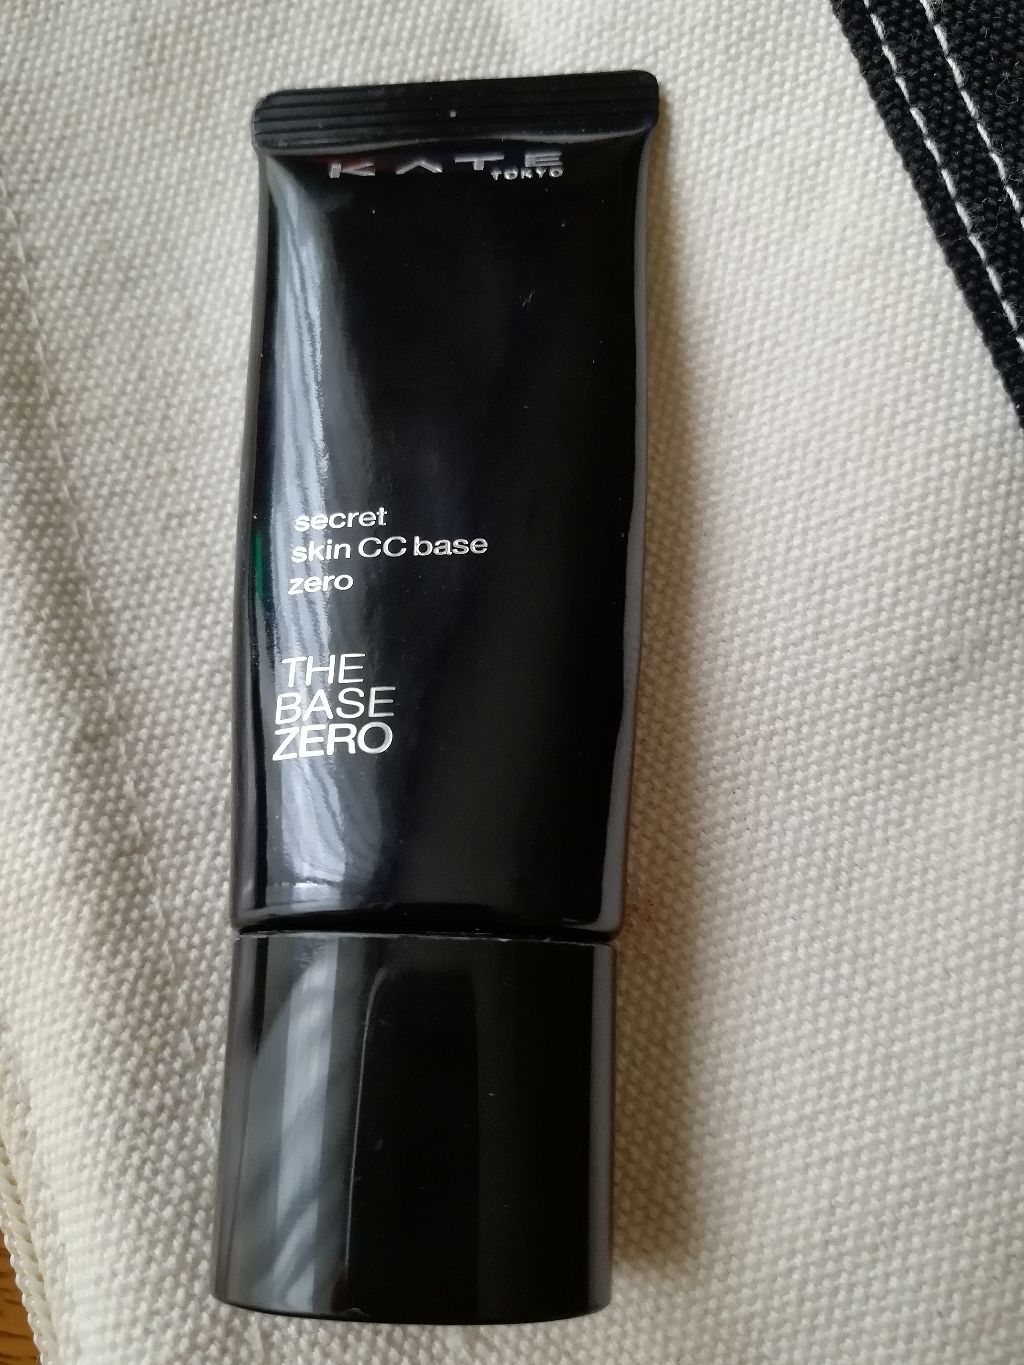 KATE
TOKYO
secret
skin CC base
zero
THE
BASE
ZERO